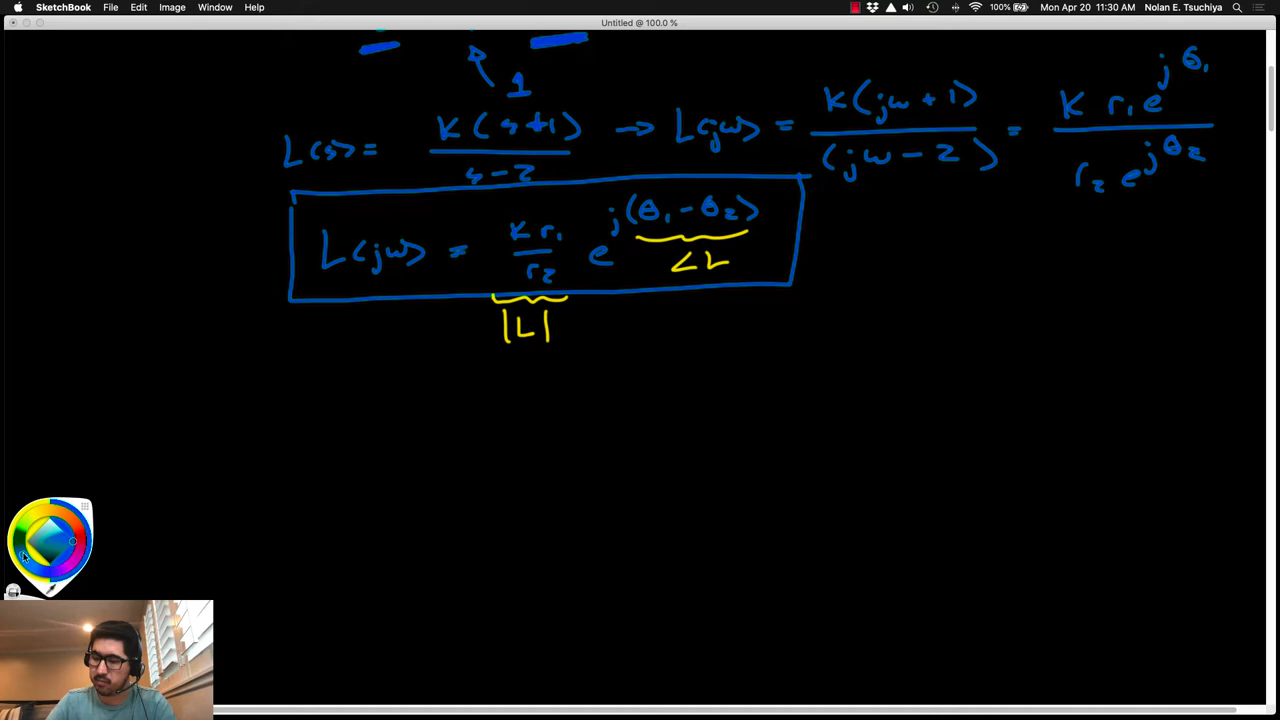 SketchBook File Edit Image Window Help 100% Mon Apr 20 11:30 AM Nolan E. Tsuchiya
Untitled @ 100.0 %
1
L(s) = K(s+1) / s-2 → L(jω) = K(jω+1) / (jω-2) = K r₁ e^jθ₁ / r₂ e^jθ₂
L(jω) = K r₁ / r₂ e^j(θ₁-θ₂)
∠L
|L|